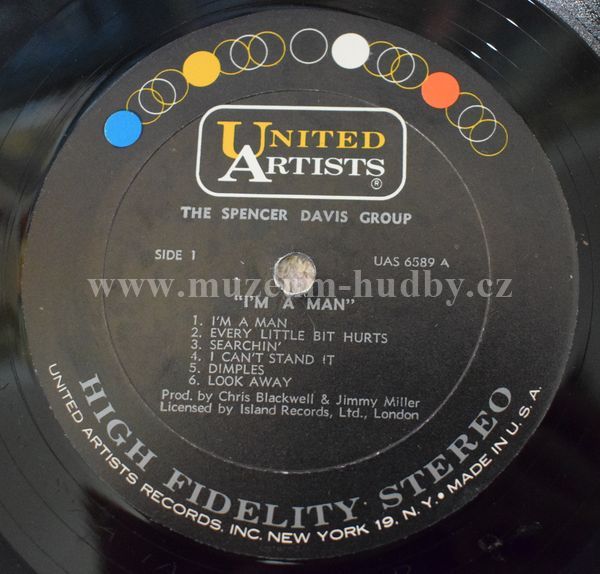 UNITED
ARTISTS
®
THE SPENCER DAVIS GROUP
SIDE 1
UAS 6589 A
www.muzeum-hudby.cz
"I'M A MAN"
1. I'M A MAN
2. EVERY LITTLE BIT HURTS
3. SEARCHIN'
4. I CAN'T STAND IT
5. DIMPLES
6. LOOK AWAY
Prod. by Chris Blackwell & Jimmy Miller
Licensed by Island Records, Ltd., London
HIGH FIDELITY STEREO
UNITED ARTISTS RECORDS, INC. NEW YORK 19, N. Y. • MADE IN U. S. A.